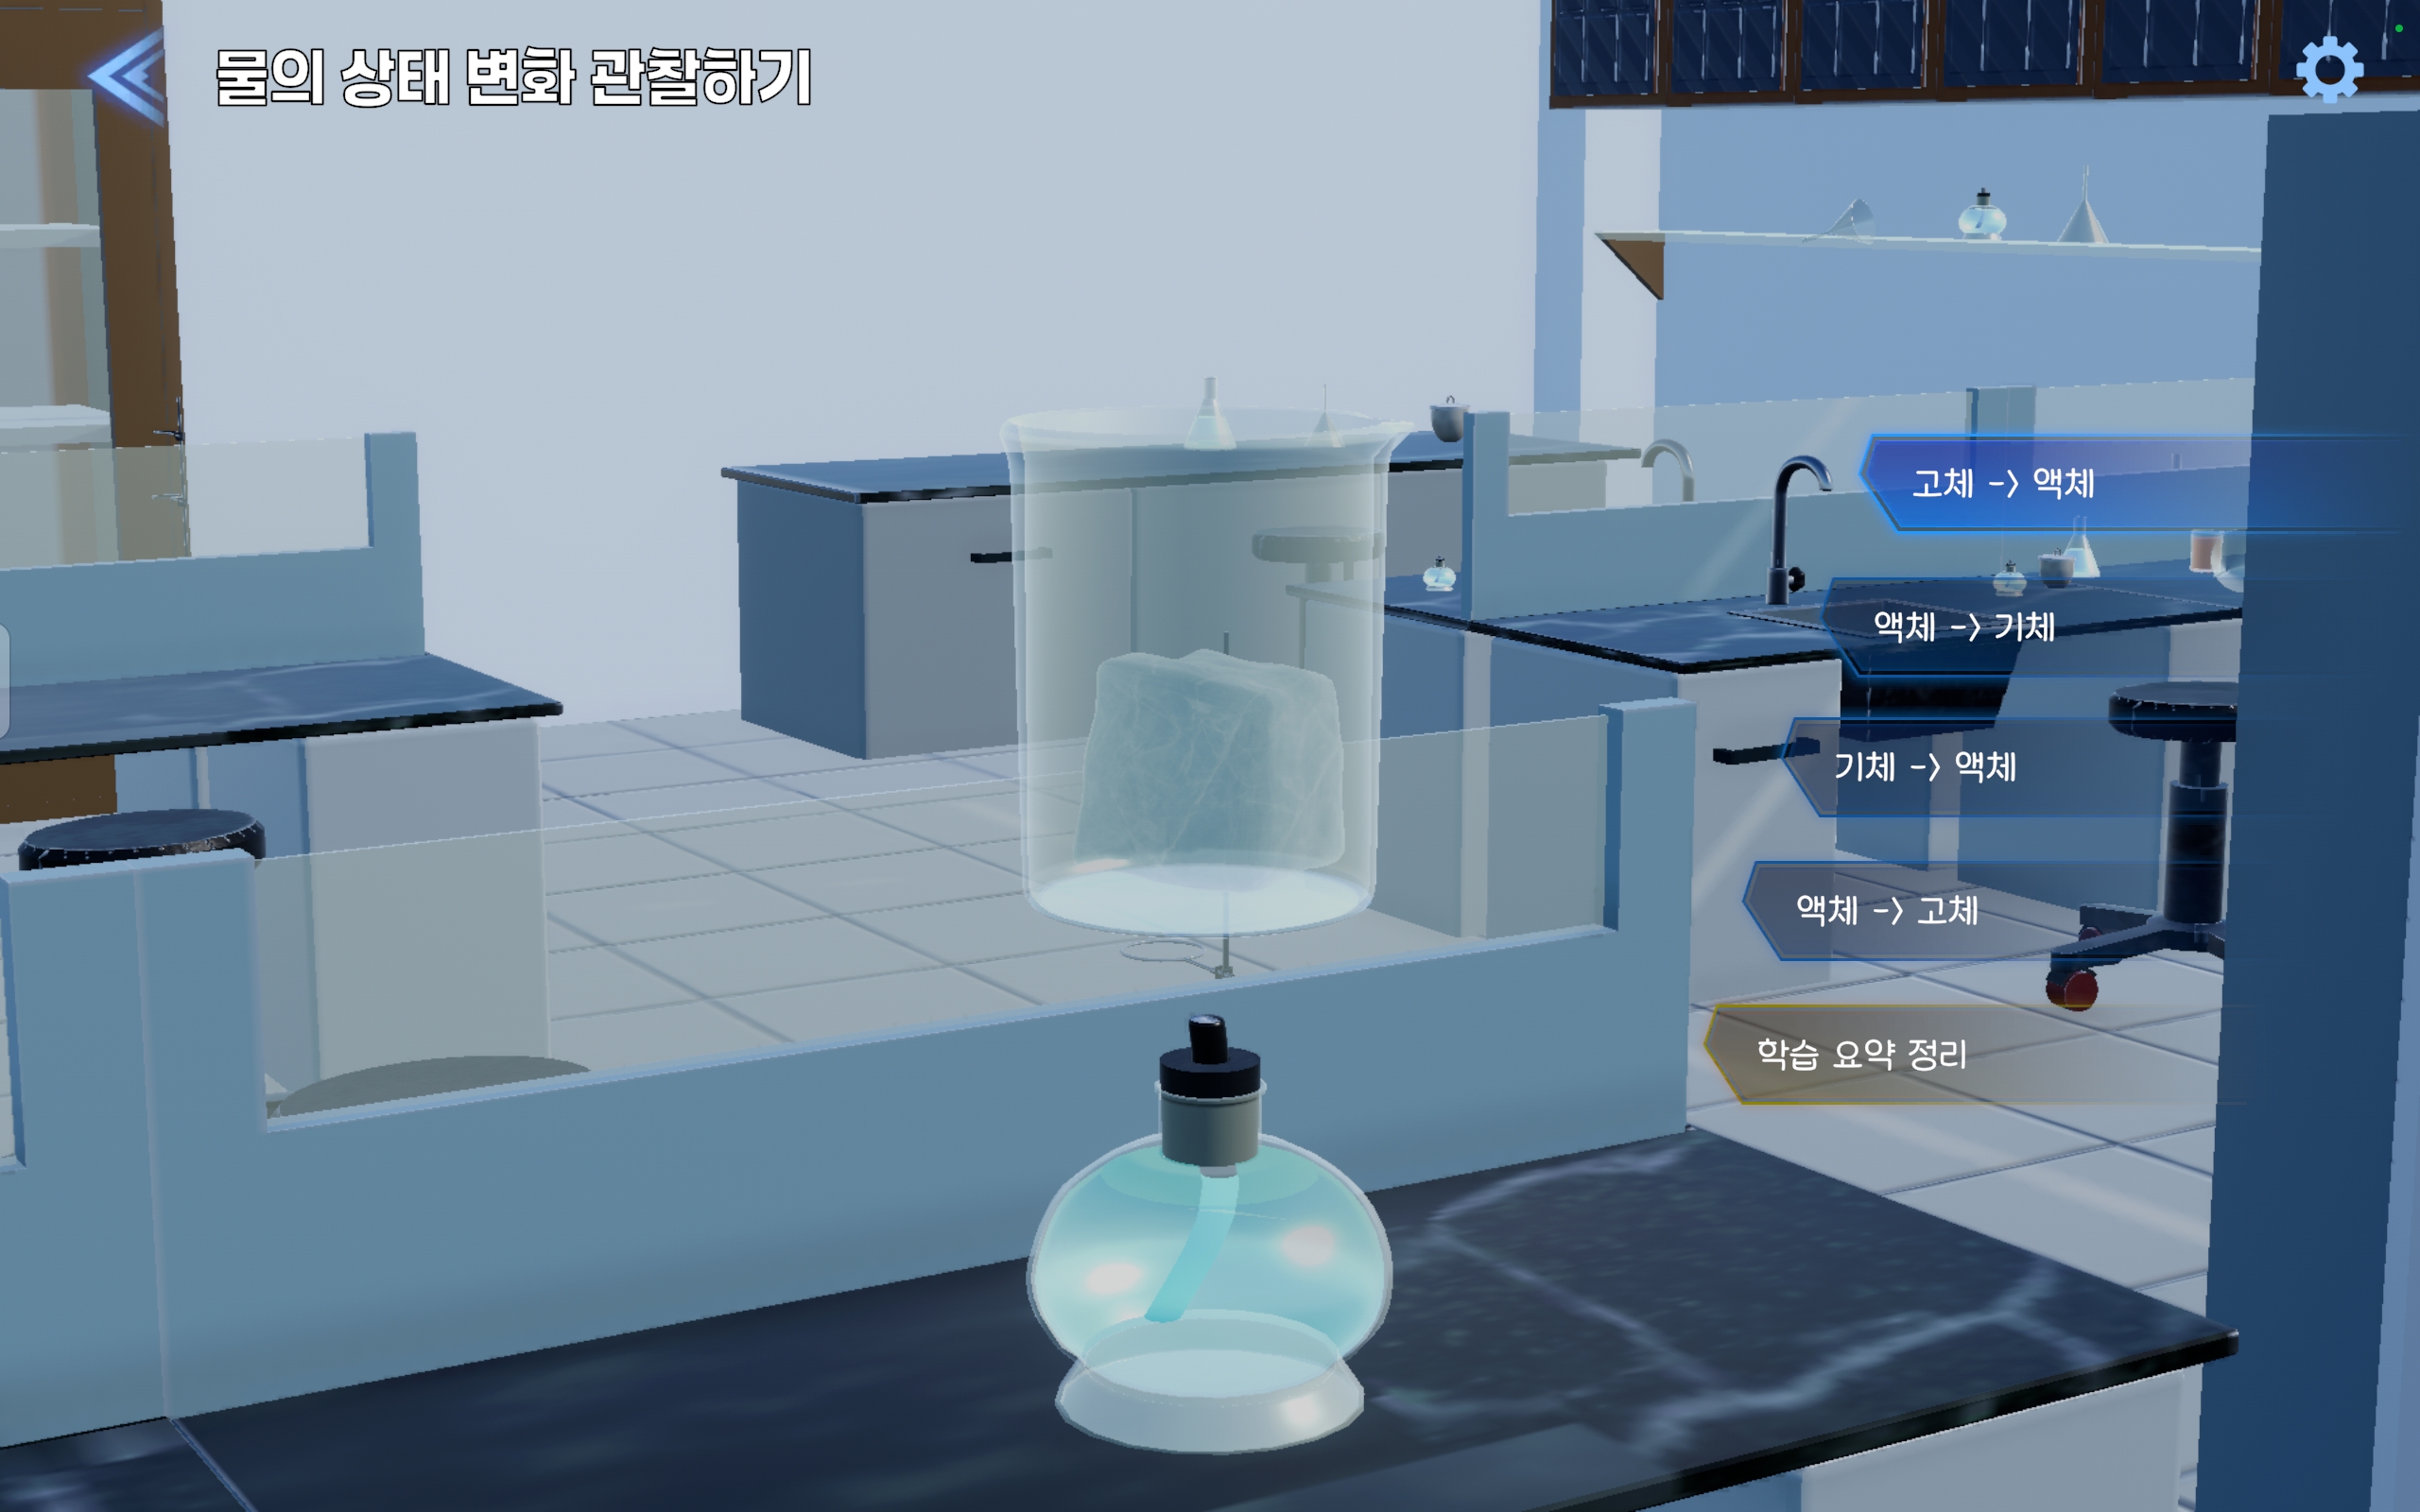 물의 상태 변화 관찰하기
고체 -> 액체
액체 -> 기체
기체 -> 액체
액체 -> 고체
학습 요약 정리